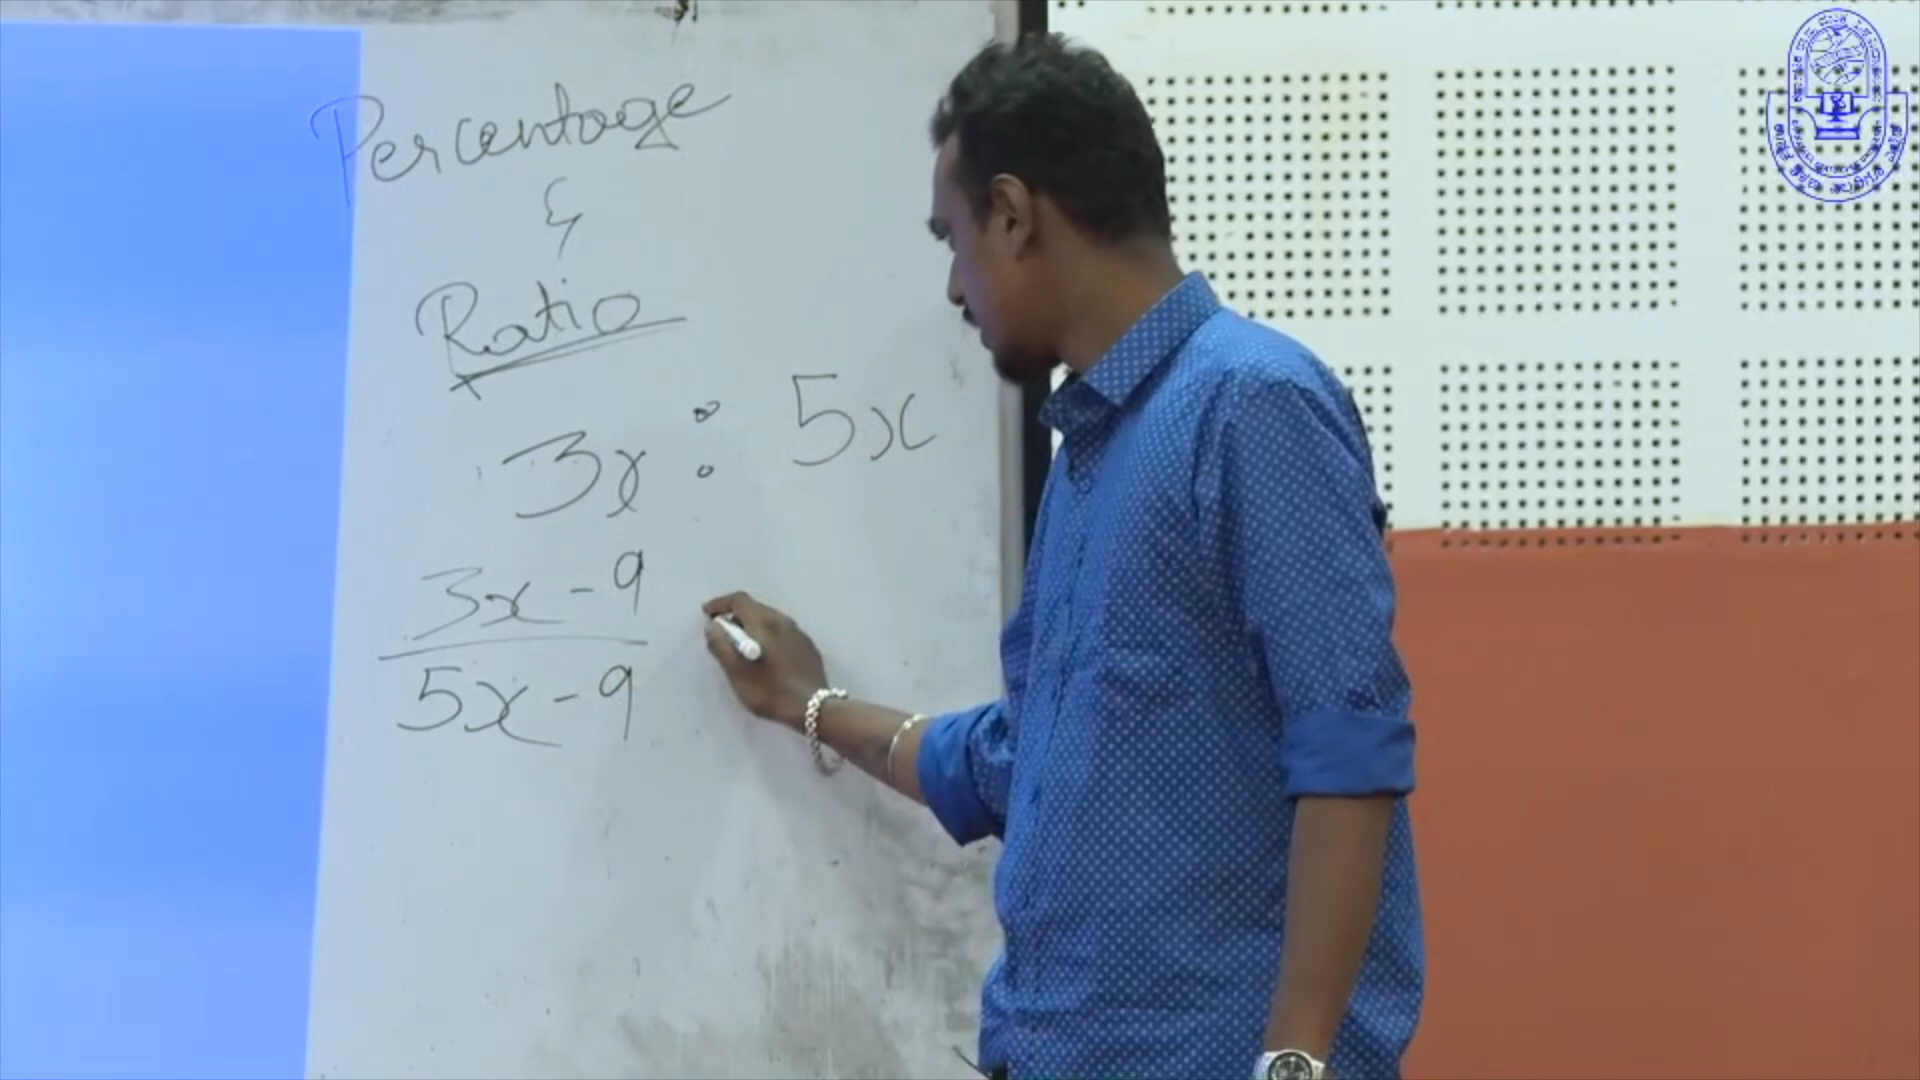 Percentage
&
Ratio
3x : 5x
3x - 9
5x - 9